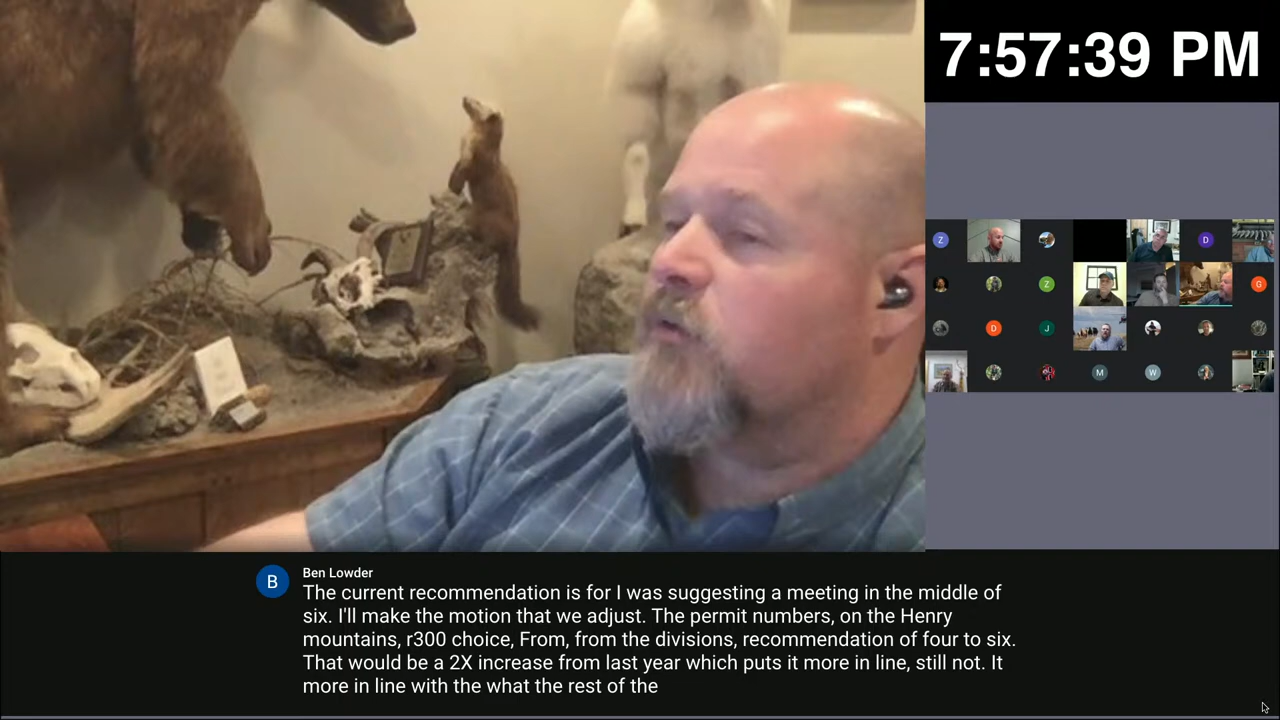 7:57:39 PM
Z
D
Z
G
D
J
M
W
B
Ben Lowder
The current recommendation is for I was suggesting a meeting in the middle of
six. I'll make the motion that we adjust. The permit numbers, on the Henry
mountains, r300 choice, From, from the divisions, recommendation of four to six.
That would be a 2X increase from last year which puts it more in line, still not. It
more in line with the what the rest of the